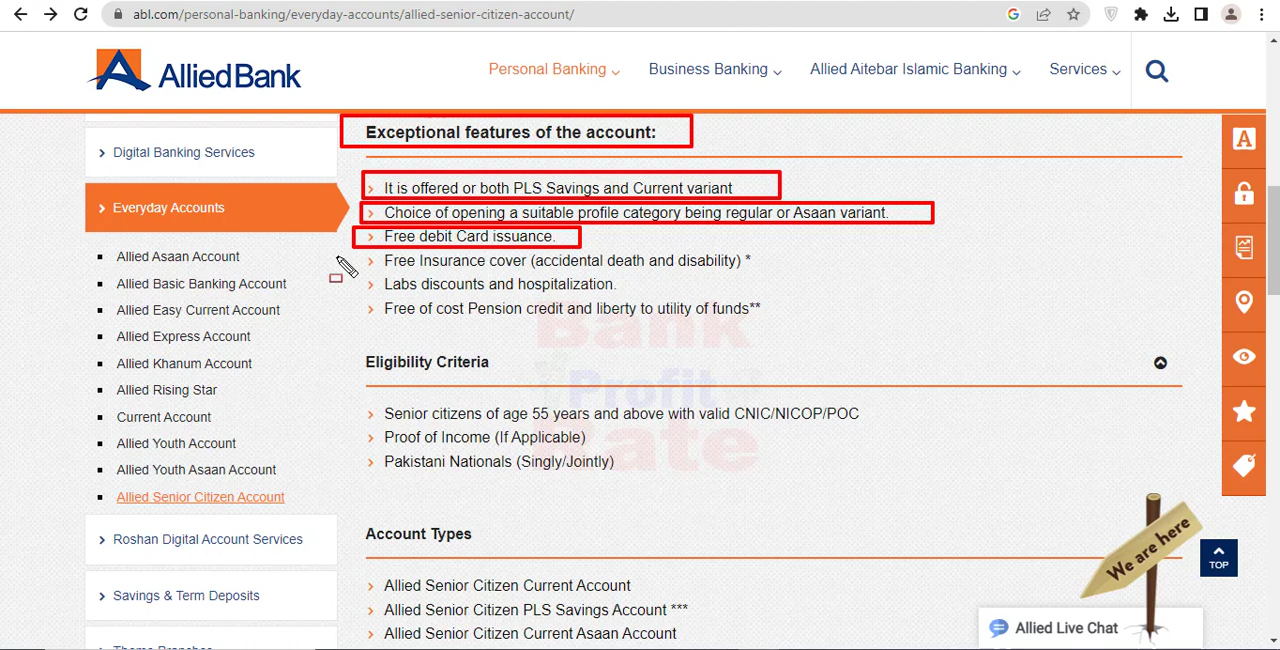 abl.com/personal-banking/everyday-accounts/allied-senior-citizen-account/
Allied Bank
Personal Banking
Business Banking
Allied Aitebar Islamic Banking
Services
Digital Banking Services
Everyday Accounts
Allied Asaan Account
Allied Basic Banking Account
Allied Easy Current Account
Allied Express Account
Allied Khanum Account
Allied Rising Star
Current Account
Allied Youth Account
Allied Youth Asaan Account
Allied Senior Citizen Account
Roshan Digital Account Services
Savings & Term Deposits
Exceptional features of the account:
It is offered or both PLS Savings and Current variant
Choice of opening a suitable profile category being regular or Asaan variant.
Free debit Card issuance.
Free Insurance cover (accidental death and disability) *
Labs discounts and hospitalization.
Free of cost Pension credit and liberty to utility of funds**
Bank
Profit
Rate
Eligibility Criteria
Senior citizens of age 55 years and above with valid CNIC/NICOP/POC
Proof of Income (If Applicable)
Pakistani Nationals (Singly/Jointly)
Account Types
Allied Senior Citizen Current Account
Allied Senior Citizen PLS Savings Account ***
Allied Senior Citizen Current Asaan Account
A
We are here
TOP
Allied Live Chat